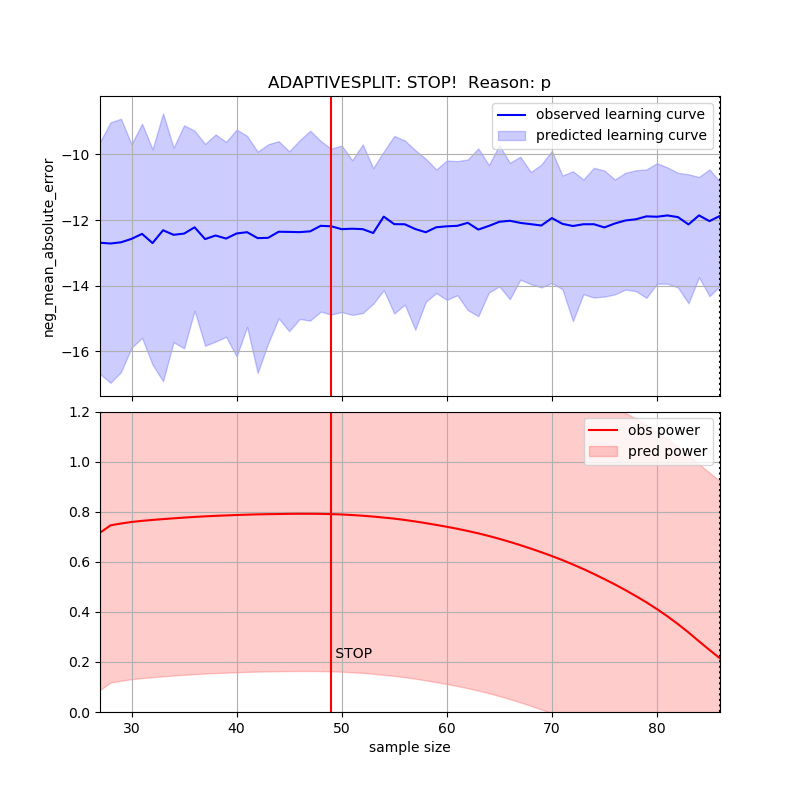 ADAPTIVESPLIT: STOP!  Reason: p
observed learning curve
predicted learning curve
neg_mean_absolute_error
−10
−12
−14
−16
obs power
pred power
1.2
1.0
0.8
0.6
0.4
0.2
0.0
STOP
30 40 50 60 70 80
sample size